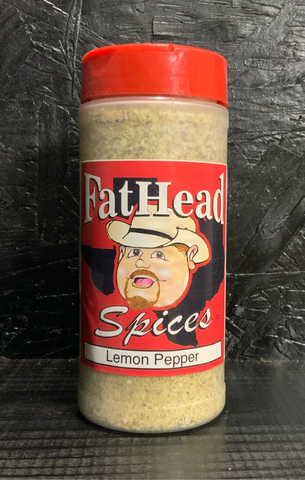 FatHead
Spices
Lemon Pepper